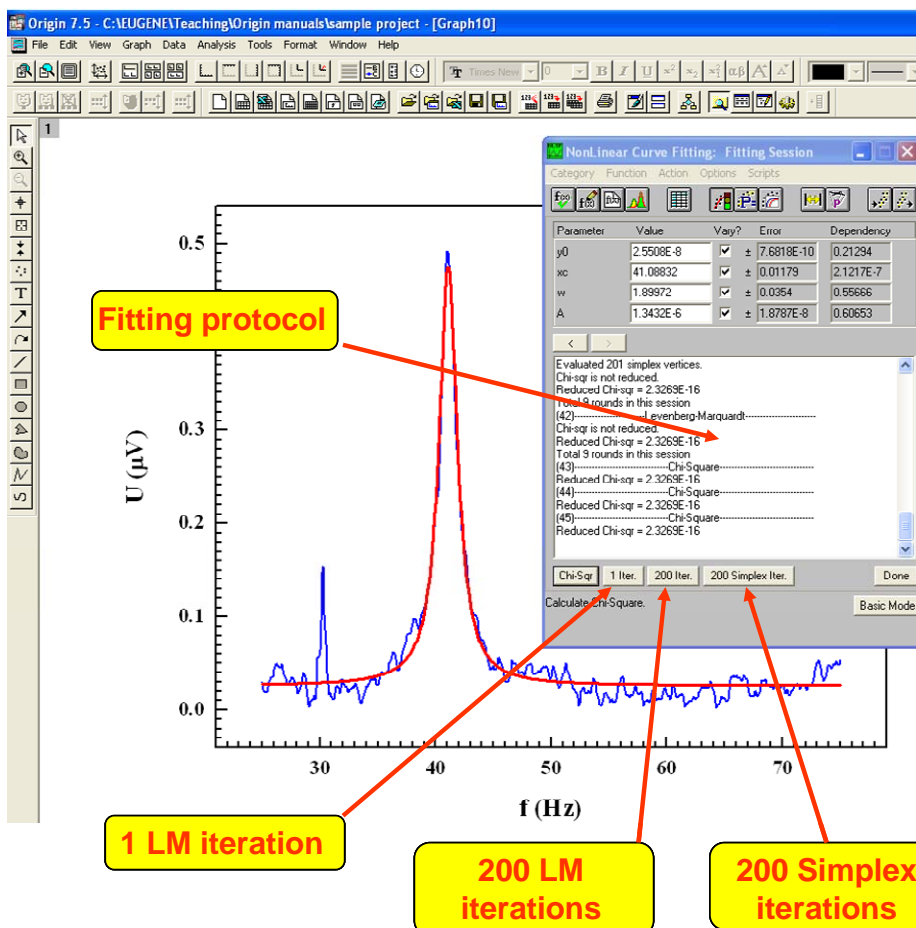 Origin 7.5 - C:\EUGENE\Teaching\Origin manuals\sample project - [Graph10]
File Edit View Graph Data Analysis Tools Format Window Help
Times New 0 B I U x² x₂ αβ A A
1
NonLinear Curve Fitting: Fitting Session
Category Function Action Options Scripts
Parameter Value Vary? Error Dependency
y0 2.5508E-8 ± 7.6818E-10 0.21294
xc 41.08832 ± 0.01179 2.1217E-7
w 1.89972 ± 0.0354 0.55666
A 1.3432E-6 ± 1.8787E-8 0.60653
< >
Evaluated 201 simplex vertices.
Chi-sqr is not reduced.
Reduced Chi-sqr = 2.3269E-16
Total 9 rounds in this session
(42)-----------------------Levenberg-Marquardt-----------------------
Chi-sqr is not reduced.
Reduced Chi-sqr = 2.3269E-16
Total 9 rounds in this session
(43)------------------------------Chi-Square------------------------------
Reduced Chi-sqr = 2.3269E-16
(44)------------------------------Chi-Square------------------------------
Reduced Chi-sqr = 2.3269E-16
(45)------------------------------Chi-Square------------------------------
Reduced Chi-sqr = 2.3269E-16
Chi-Sqr 1 Iter. 200 Iter. 200 Simplex Iter. Done
Calculate Chi-Square. Basic Mode
Fitting protocol
U (µV)
0.5
0.3
0.2
0.1
0.0
30 40 50 60 70
f (Hz)
1 LM iteration
200 LM
iterations
200 Simplex
iterations